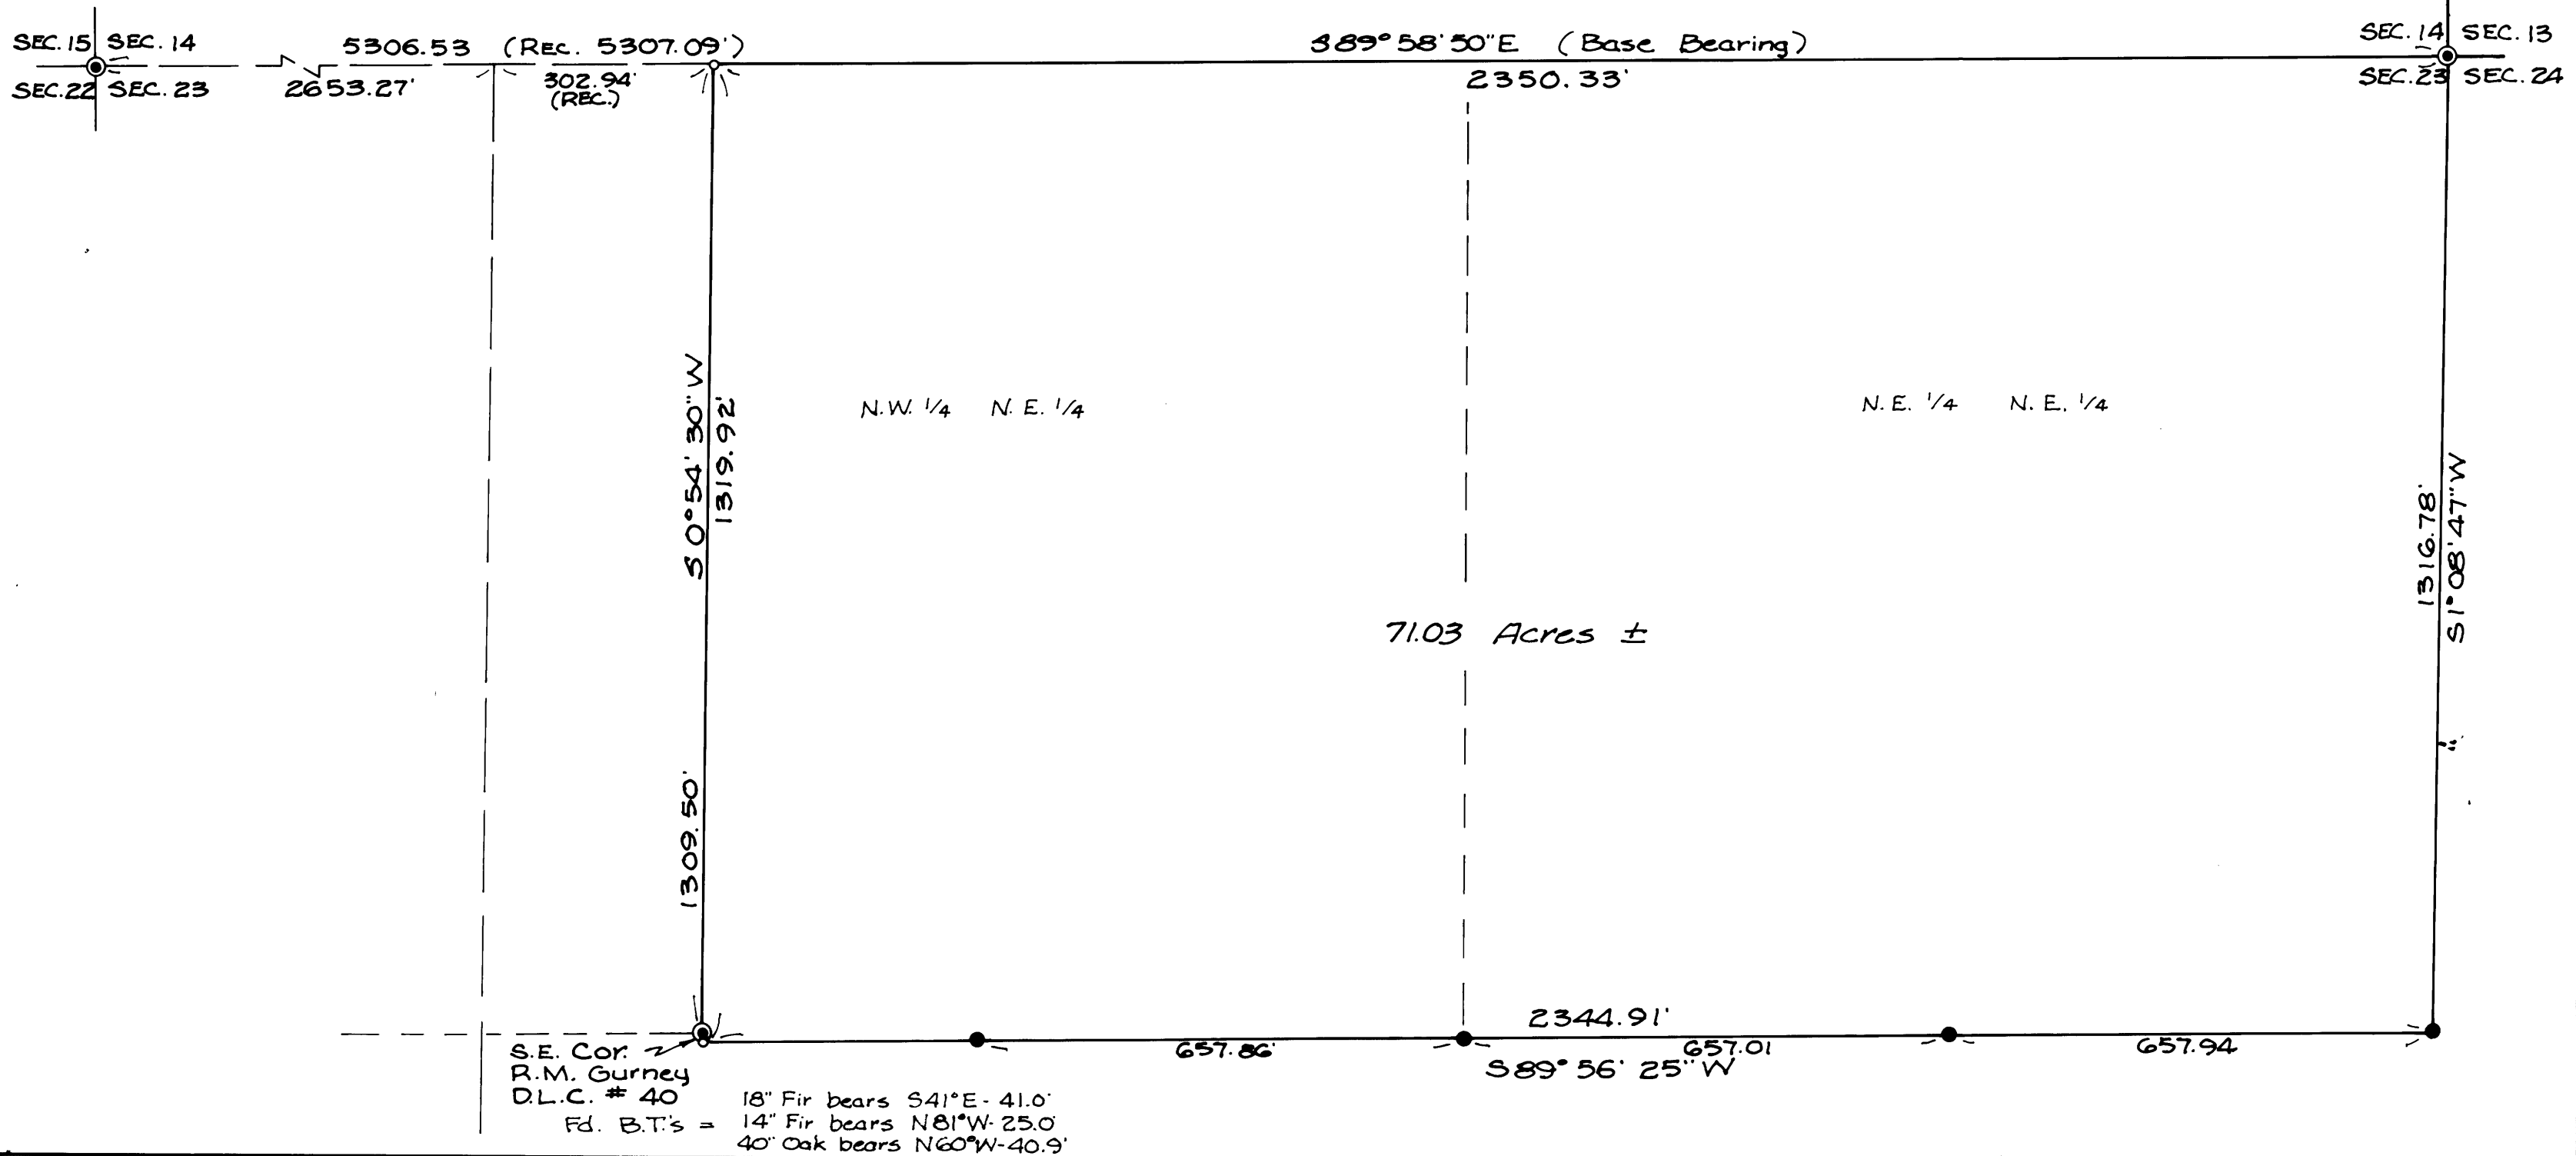 SEC. 15 SEC. 14
SEC. 22 SEC. 23
5306.53 (REC. 5307.09')
2653.27'
302.94'
(REC.)
S89°58'50"E (Base Bearing)
2350.33'
SEC. 14 SEC. 13
SEC. 23 SEC. 24
S 0°54'30" W
1319.92'
1309.50'
N.W. 1/4 N.E. 1/4
N.E. 1/4 N.E. 1/4
71.03 Acres ±
1316.78'
S 1°08'47" W
2344.91'
657.86'
657.01
657.94
S89°56'25" W
S.E. Cor.
R.M. Gurney
D.L.C. # 40
Fd. B.T.'s =
18" Fir bears S41°E - 41.0'
14" Fir bears N81°W - 25.0'
40" Oak bears N60°W - 40.9'